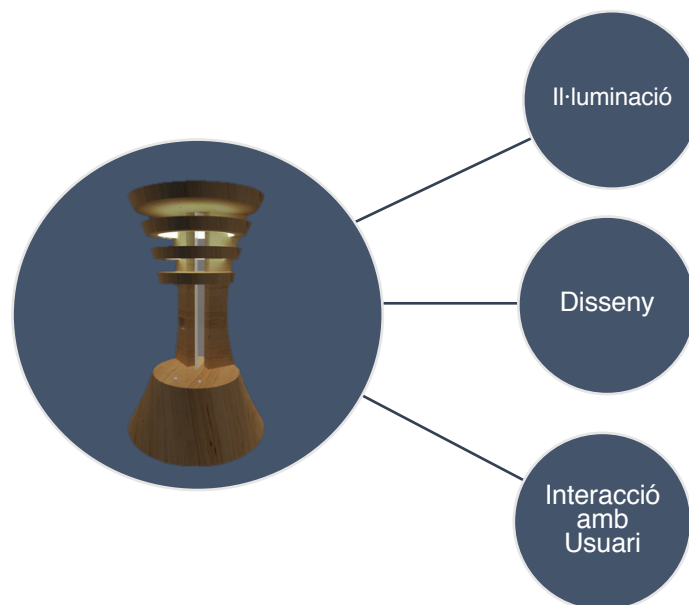 Il·luminació
Disseny
Interacció
amb
Usuari